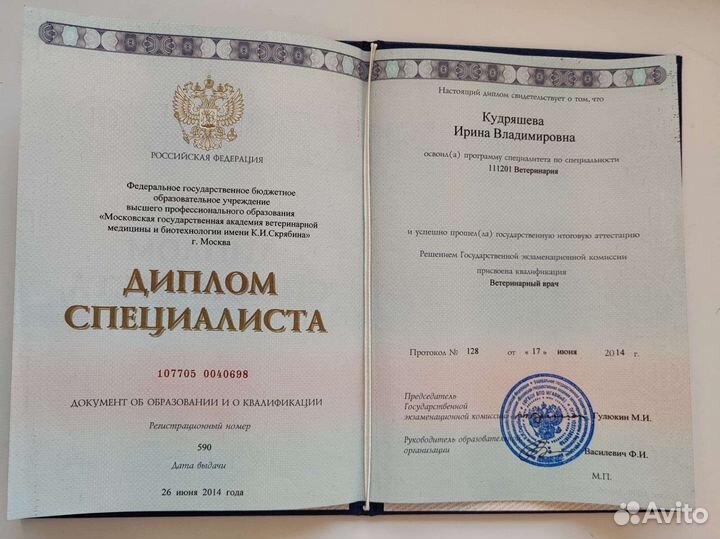 РОССИЙСКАЯ ФЕДЕРАЦИЯ
Федеральное государственное бюджетное
образовательное учреждение
высшего профессионального образования
«Московская государственная академия ветеринарной
медицины и биотехнологии имени К.И.Скрябина»
г. Москва
ДИПЛОМ
СПЕЦИАЛИСТА
107705 0040698
ДОКУМЕНТ ОБ ОБРАЗОВАНИИ И О КВАЛИФИКАЦИИ
Регистрационный номер
590
Дата выдачи
26 июня 2014 года
Настоящий диплом свидетельствует о том, что
Кудряшева
Ирина Владимировна
освоил(а) программу специалитета по специальности
111201 Ветеринария
и успешно прошел(ла) государственную итоговую аттестацию
Решением Государственной экзаменационной комиссии
присвоена квалификация
Ветеринарный врач
Протокол № 128 от « 17 » июня 2014 г.
Председатель
Государственной
экзаменационной комиссии Гулюкин М.И.
Руководитель образовательной
организации Василевич Ф.И.
М.П.
Avito